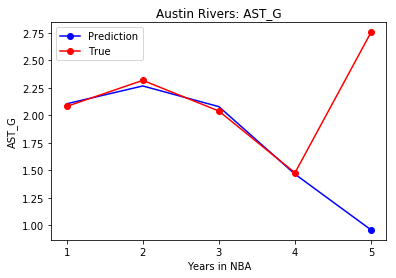 Austin Rivers: AST_G
Prediction
True
AST_G
2.75
2.50
2.25
2.00
1.75
1.50
1.25
1.00
1 2 3 4 5
Years in NBA